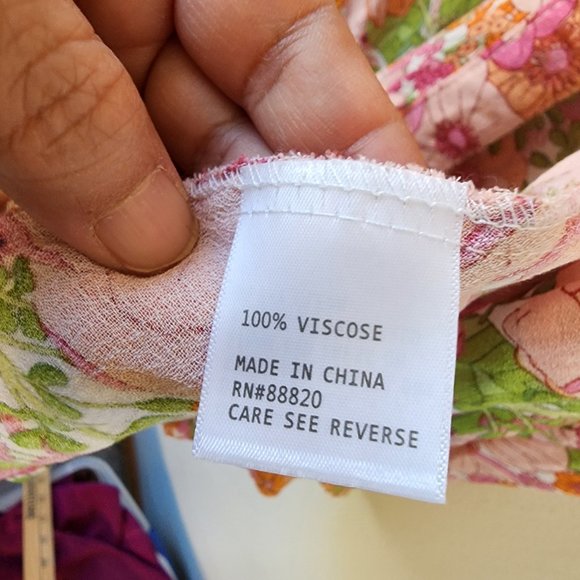 100% VISCOSE
MADE IN CHINA
RN#88820
CARE SEE REVERSE